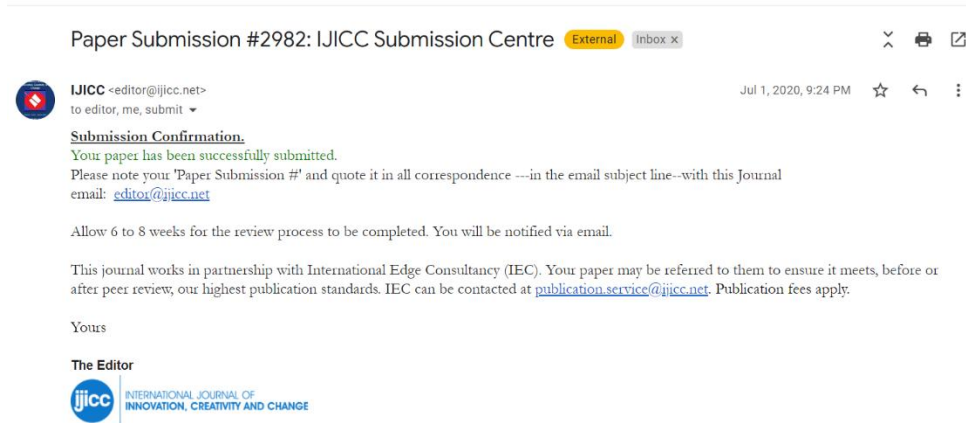 Paper Submission #2982: IJICC Submission Centre External Inbox ×
IJICC <editor@ijicc.net> Jul 1, 2020, 9:24 PM
to editor, me, submit
Submission Confirmation.
Your paper has been successfully submitted.
Please note your 'Paper Submission #' and quote it in all correspondence ---in the email subject line--with this Journal
email: editor@ijicc.net
Allow 6 to 8 weeks for the review process to be completed. You will be notified via email.
This journal works in partnership with International Edge Consultancy (IEC). Your paper may be referred to them to ensure it meets, before or
after peer review, our highest publication standards. IEC can be contacted at publication.service@ijicc.net. Publication fees apply.
Yours
The Editor
ijicc INTERNATIONAL JOURNAL OF
INNOVATION, CREATIVITY AND CHANGE